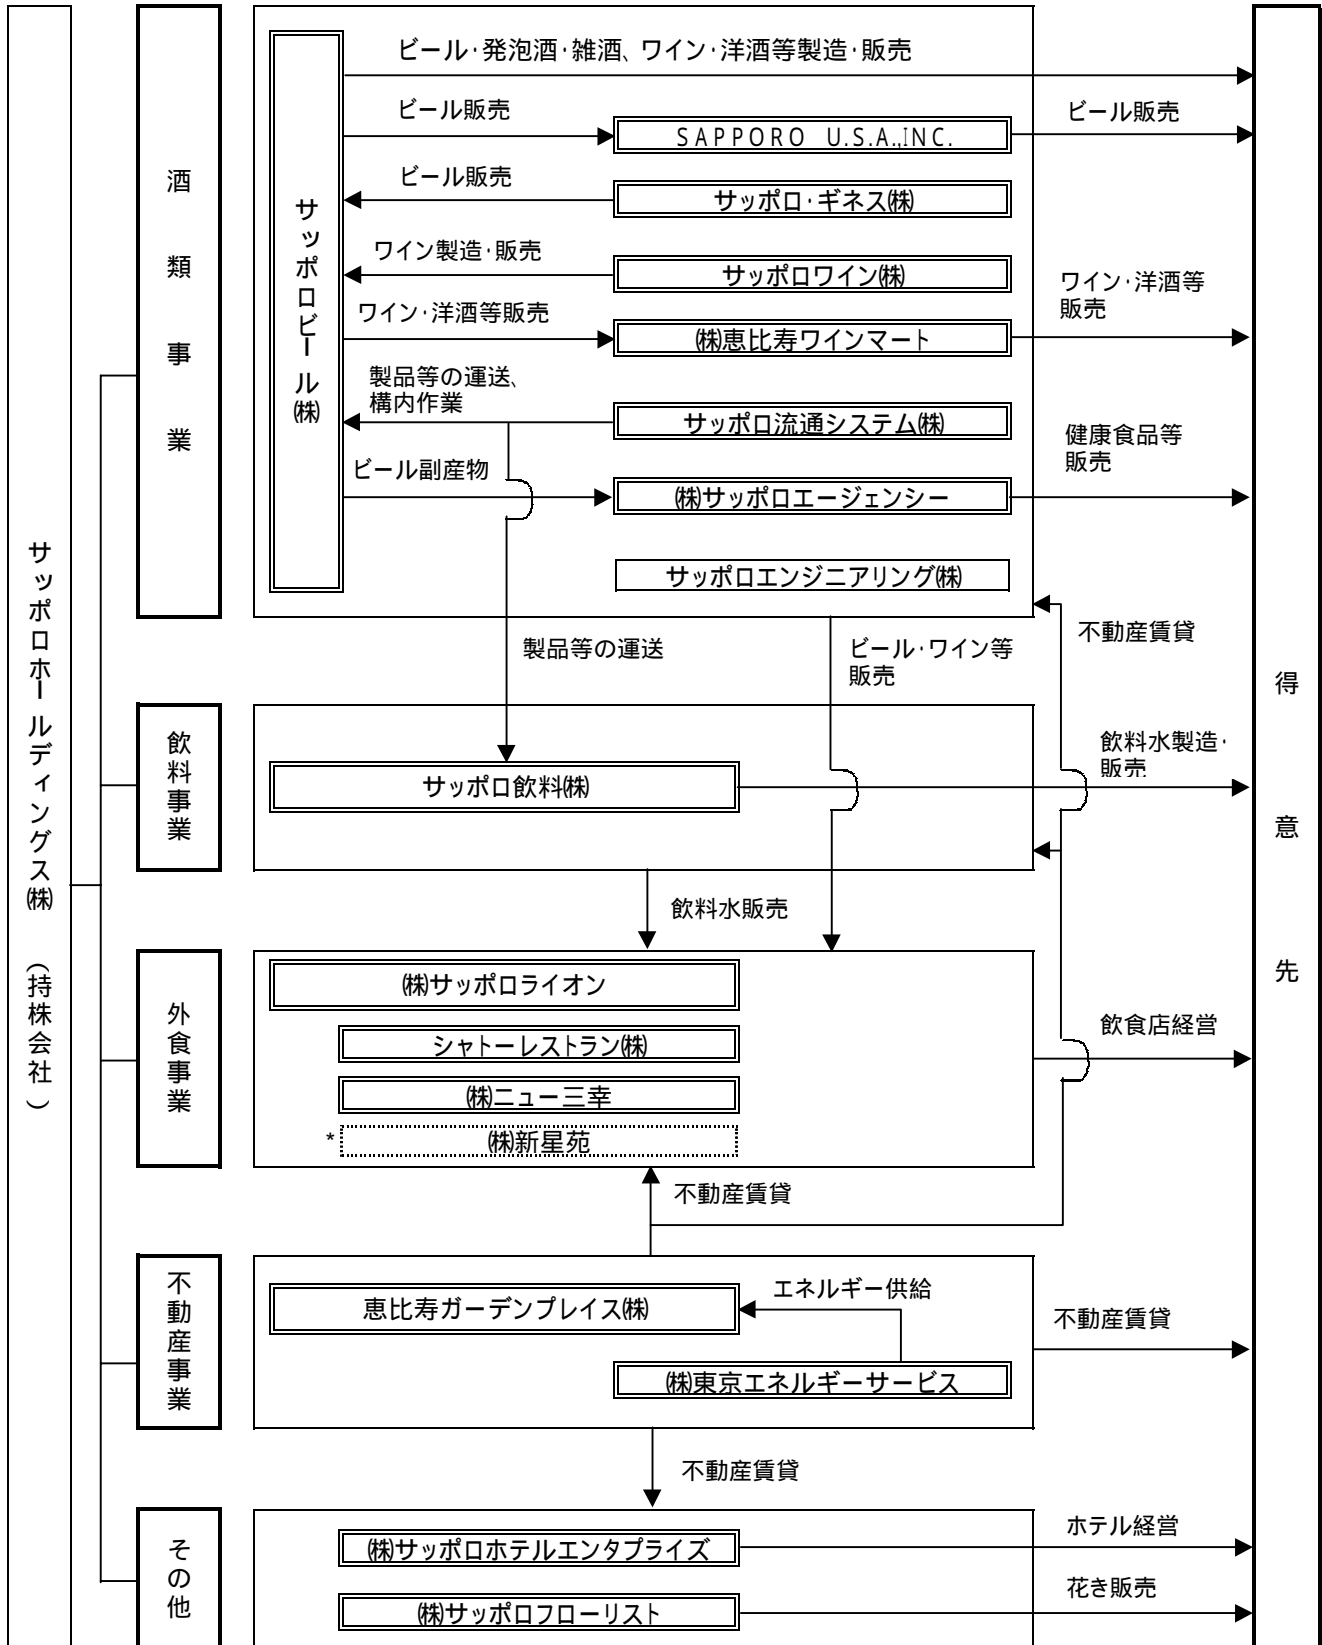 サッポロホールディングス㈱ （持株会社）
酒類事業
サッポロビール㈱
ビール・発泡酒・雑酒、ワイン・洋酒等製造・販売
ビール販売
SAPPORO U.S.A.,INC.
ビール販売
ビール販売
サッポロ・ギネス㈱
ワイン製造・販売
サッポロワイン㈱
ワイン・洋酒等販売
㈱恵比寿ワインマート
ワイン・洋酒等
販売
製品等の運送、
構内作業
サッポロ流通システム㈱
ビール副産物
㈱サッポロエージェンシー
健康食品等
販売
サッポロエンジニアリング㈱
製品等の運送
ビール・ワイン等
販売
不動産賃貸
得意先
飲料事業
サッポロ飲料㈱
飲料水製造・
販売
飲料水販売
外食事業
㈱サッポロライオン
シャトーレストラン㈱
㈱ニュー三幸
* ㈱新星苑
飲食店経営
不動産賃貸
不動産事業
恵比寿ガーデンプレイス㈱
エネルギー供給
㈱東京エネルギーサービス
不動産賃貸
不動産賃貸
その他
㈱サッポロホテルエンタプライズ
ホテル経営
㈱サッポロフローリスト
花き販売